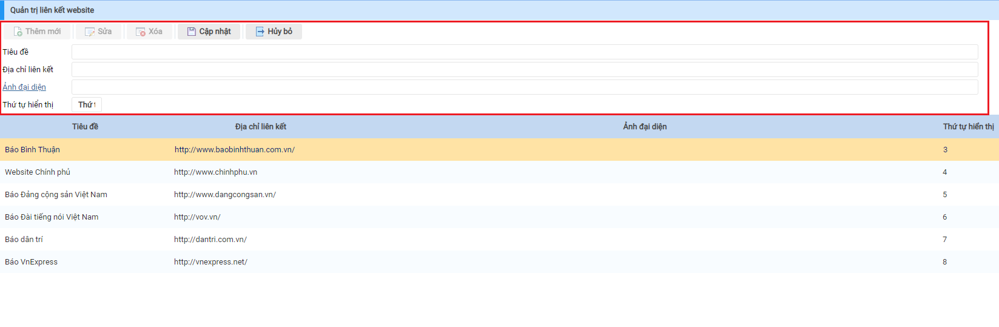 Quản trị liên kết website
Thêm mới Sửa Xóa Cập nhật Hủy bỏ
Tiêu đề
Địa chỉ liên kết
Ảnh đại diện
Thứ tự hiển thị Thứ t
Tiêu đề Địa chỉ liên kết Ảnh đại diện Thứ tự hiển thị
Báo Bình Thuận http://www.baobinhthuan.com.vn/ 3
Website Chính phủ http://www.chinhphu.vn 4
Báo Đảng cộng sản Việt Nam http://www.dangcongsan.vn/ 5
Báo Đài tiếng nói Việt Nam http://vov.vn/ 6
Báo dân trí http://dantri.com.vn/ 7
Báo VnExpress http://vnexpress.net/ 8